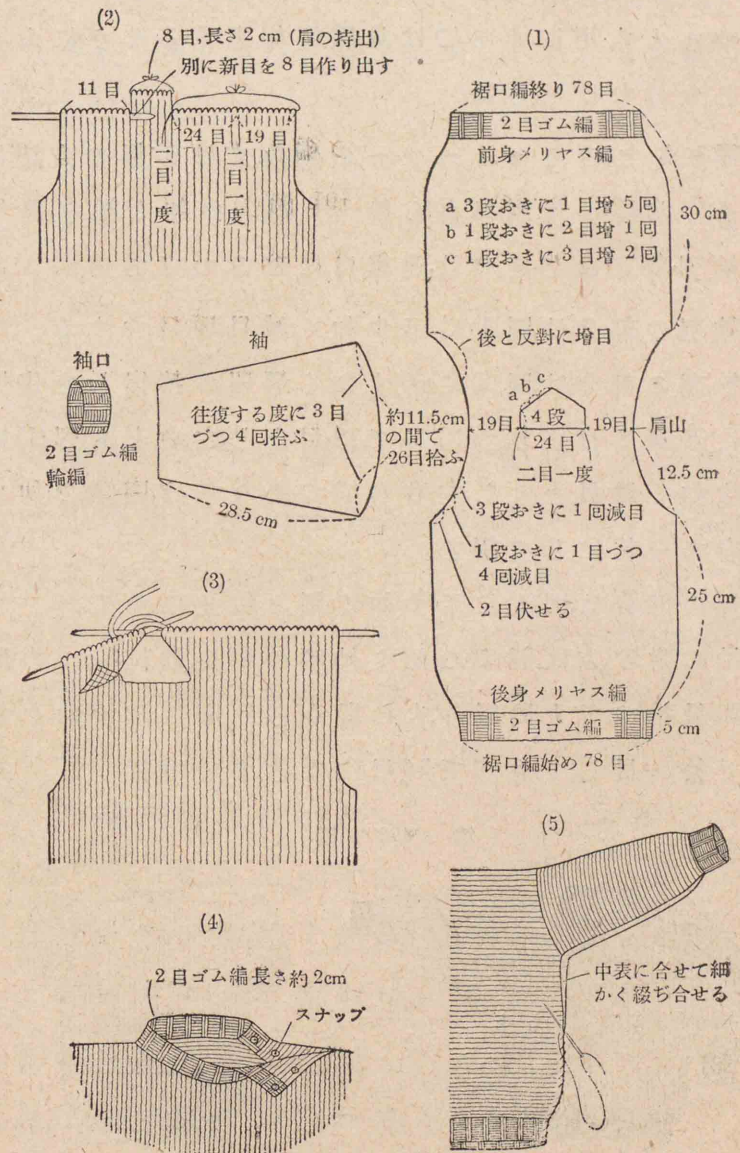 (2)
8目,長さ2cm (肩の持出)
別に新目を8目作り出す
11目
24目
19目
二目一度
二目一度
(1)
裾口編終り 78目
2目ゴム編
前身メリヤス編
a 3段おきに1目增 5回
b 1段おきに2目增 1回
c 1段おきに3目增 2回
30 cm
後と反對に增目
a b c
4段
19目
24目
19目
肩山
二目一度
12.5 cm
3段おきに1回減目
1段おきに1目づつ
4回減目
2目伏せる
25 cm
後身メリヤス編
2目ゴム編
5 cm
裾口編始め 78目
袖口
2目ゴム編
輪編
袖
往復する度に3目
づつ4回拾ふ
約11.5cm
の間で
26目拾ふ
28.5 cm
(3)
(4)
2目ゴム編長さ約2cm
スナップ
(5)
中表に合せて細
かく綴ぢ合せる